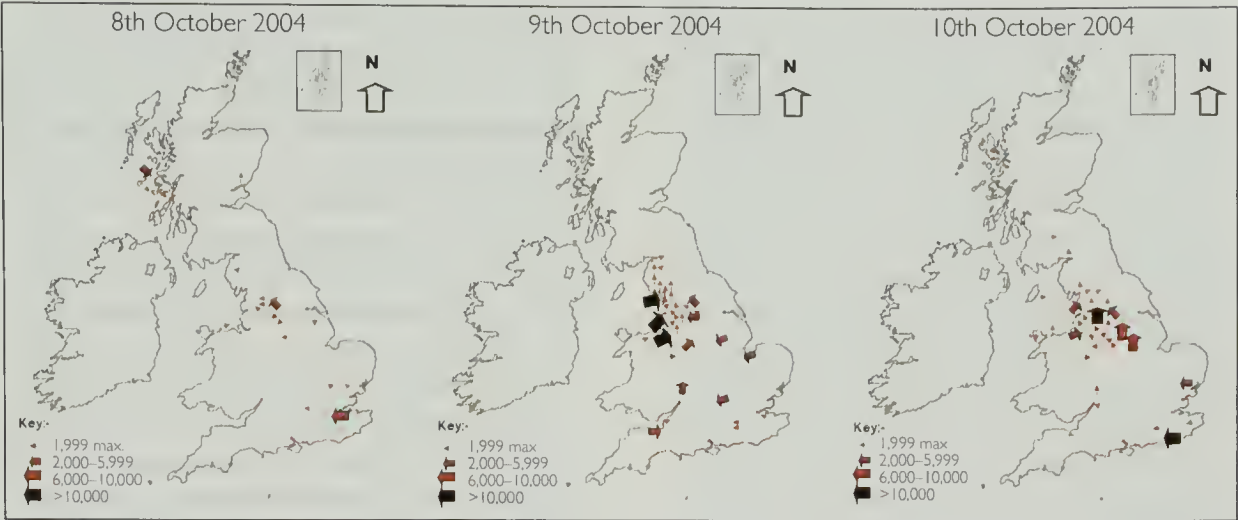 8th October 2004
N
Key:-
1,999 max.
2,000–5,999
6,000–10,000
>10,000
9th October 2004
N
Key:-
1,999 max
2,000–5,999
6,000–10,000
>10,000
10th October 2004
N
Key:-
1,999 max.
2,000–5,999
6,000–10,000
>10,000